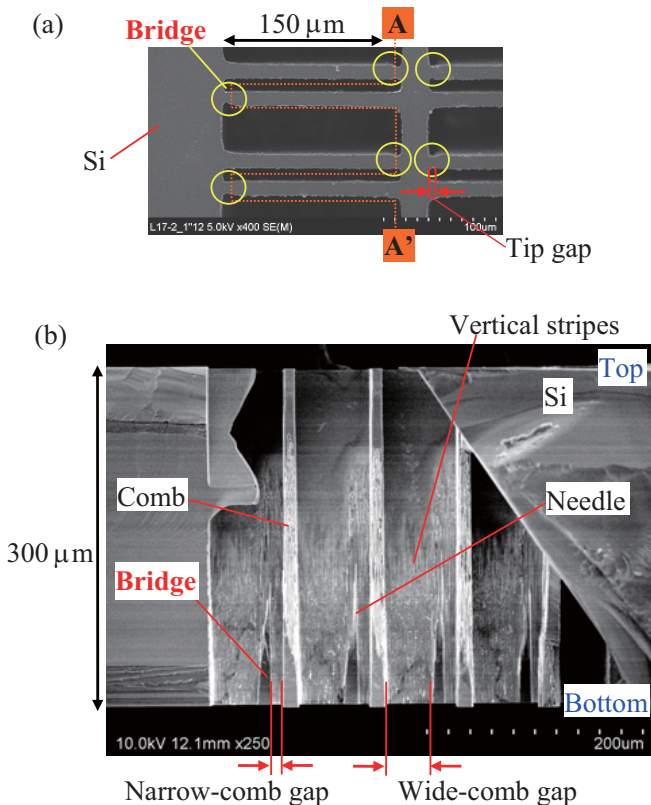 (a)
Bridge
150 μm
A
Si
L17-2_1"12 5.0kV x400 SE(M)
100um
A’
Tip gap
(b)
Vertical stripes
Top
Si
Comb
Needle
300 μm
Bridge
Bottom
10.0kV 12.1mm x250
200um
Narrow-comb gap
Wide-comb gap